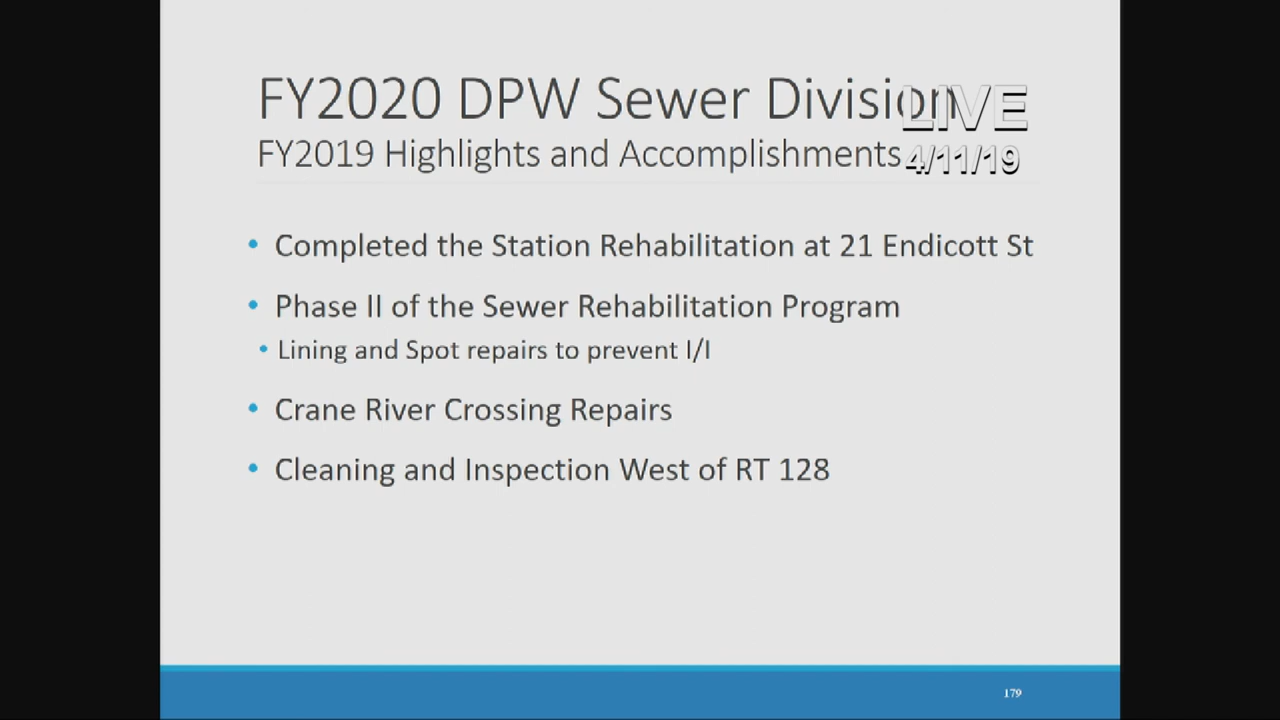 FY2020 DPW Sewer Division
LIVE
FY2019 Highlights and Accomplishments
4/11/19
• Completed the Station Rehabilitation at 21 Endicott St
• Phase II of the Sewer Rehabilitation Program
• Lining and Spot repairs to prevent I/I
• Crane River Crossing Repairs
• Cleaning and Inspection West of RT 128
179